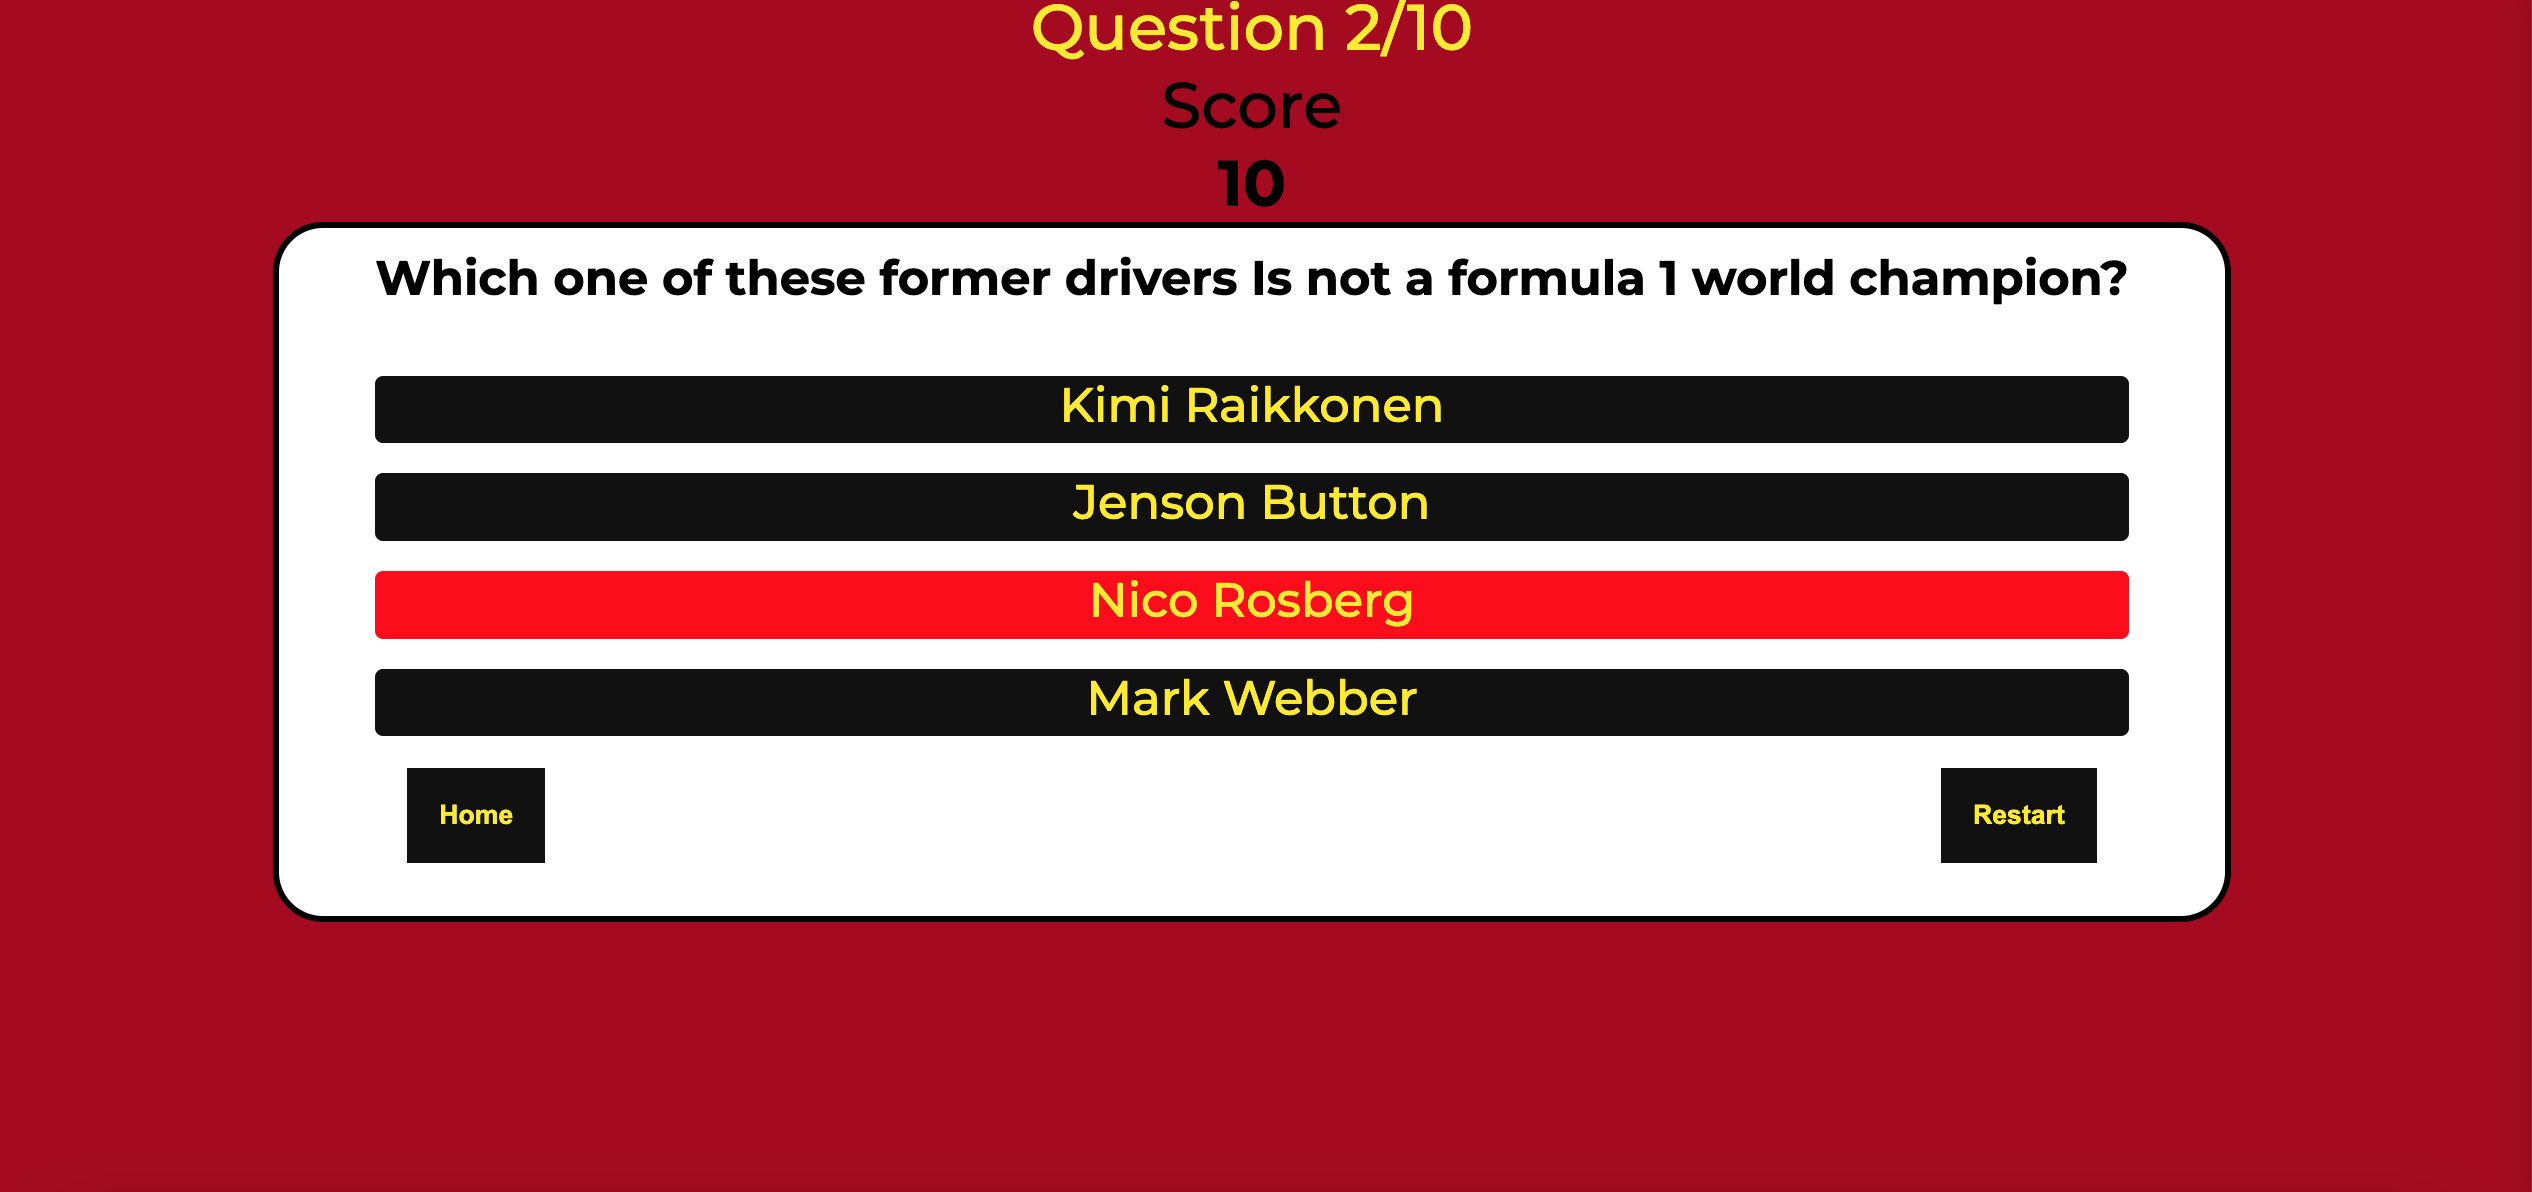 Question 2/10
Score
10
Which one of these former drivers Is not a formula 1 world champion?
Kimi Raikkonen
Jenson Button
Nico Rosberg
Mark Webber
Home
Restart